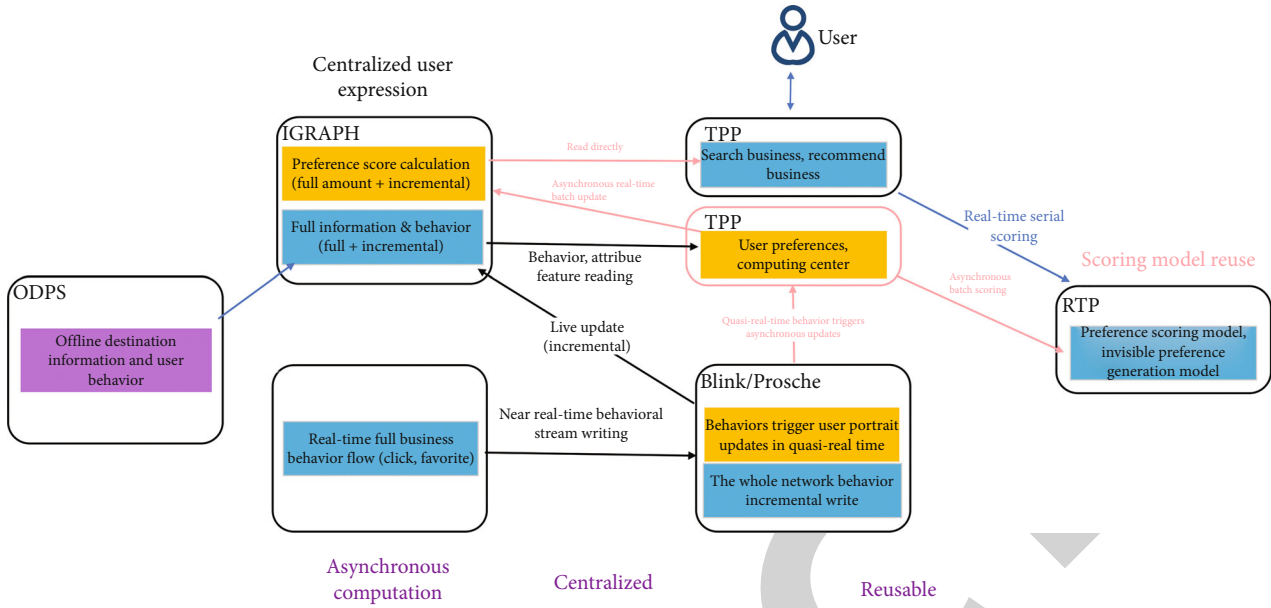 User
Centralized user
expression
IGRAPH
Preference score calculation
(full amount + incremental)
Full information & behavior
(full + incremental)
Read directly
Asynchronous real-time
batch update
TPP
Search business, recommend
business
TPP
User preferences,
computing center
Behavior, attribue
feature reading
Real-time serial
scoring
Scoring model reuse
Asynchronous
batch scoring
RTP
Preference scoring model,
invisible preference
generation model
ODPS
Offline destination
information and user
behavior
Live update
(incremental)
Quasi-real-time behavior triggers
asynchronous updates
Blink/Prosche
Behaviors trigger user portrait
updates in quasi-real time
The whole network behavior
incremental write
Near real-time behavioral
stream writing
Real-time full business
behavior flow (click, favorite)
Asynchronous
computation
Centralized
Reusable